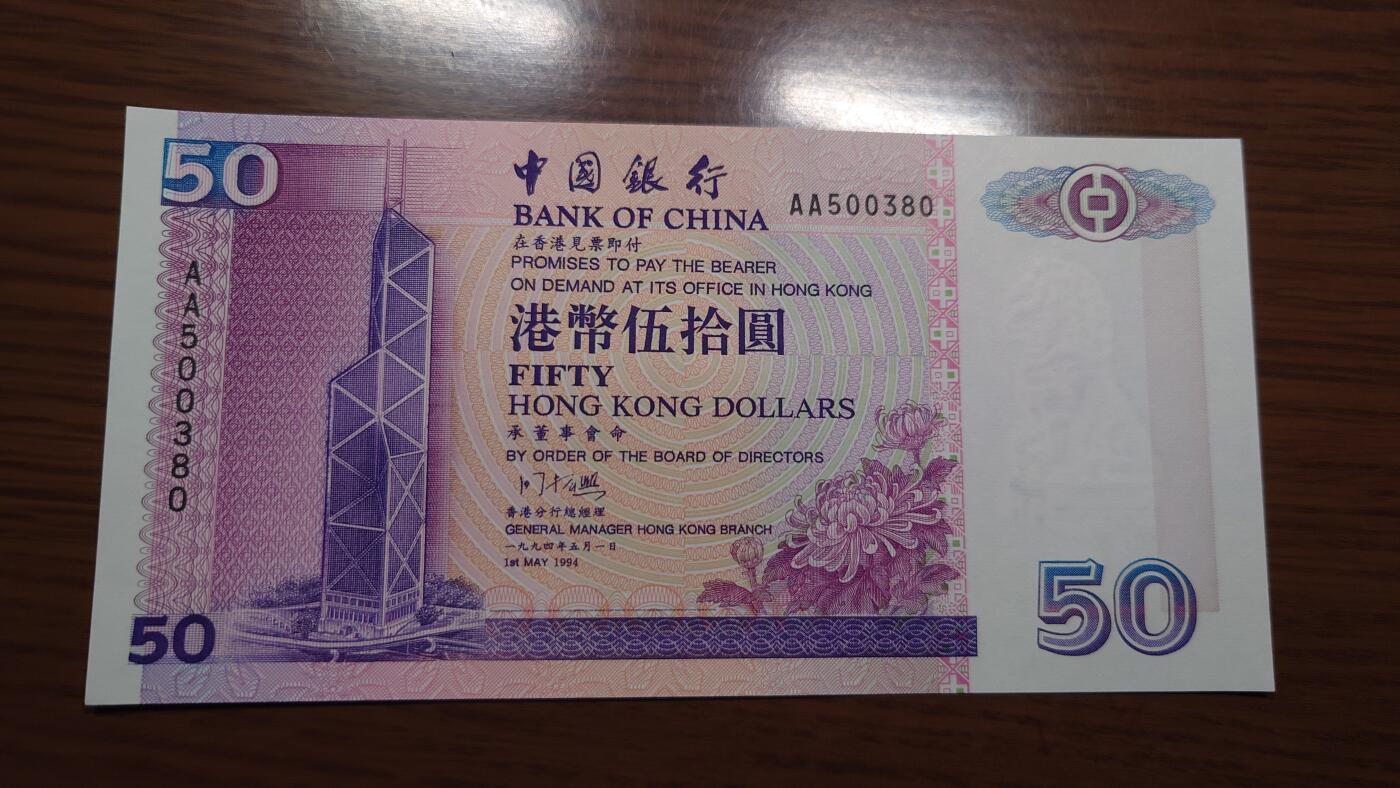 50
中國銀行
BANK OF CHINA
AA500380
在香港見票即付
PROMISES TO PAY THE BEARER
ON DEMAND AT ITS OFFICE IN HONG KONG
港幣伍拾圓
FIFTY
HONG KONG DOLLARS
承董事會命
BY ORDER OF THE BOARD OF DIRECTORS
香港分行總經理
GENERAL MANAGER HONG KONG BRANCH
一九九四年五月一日
1st MAY 1994
AA500380
50
50